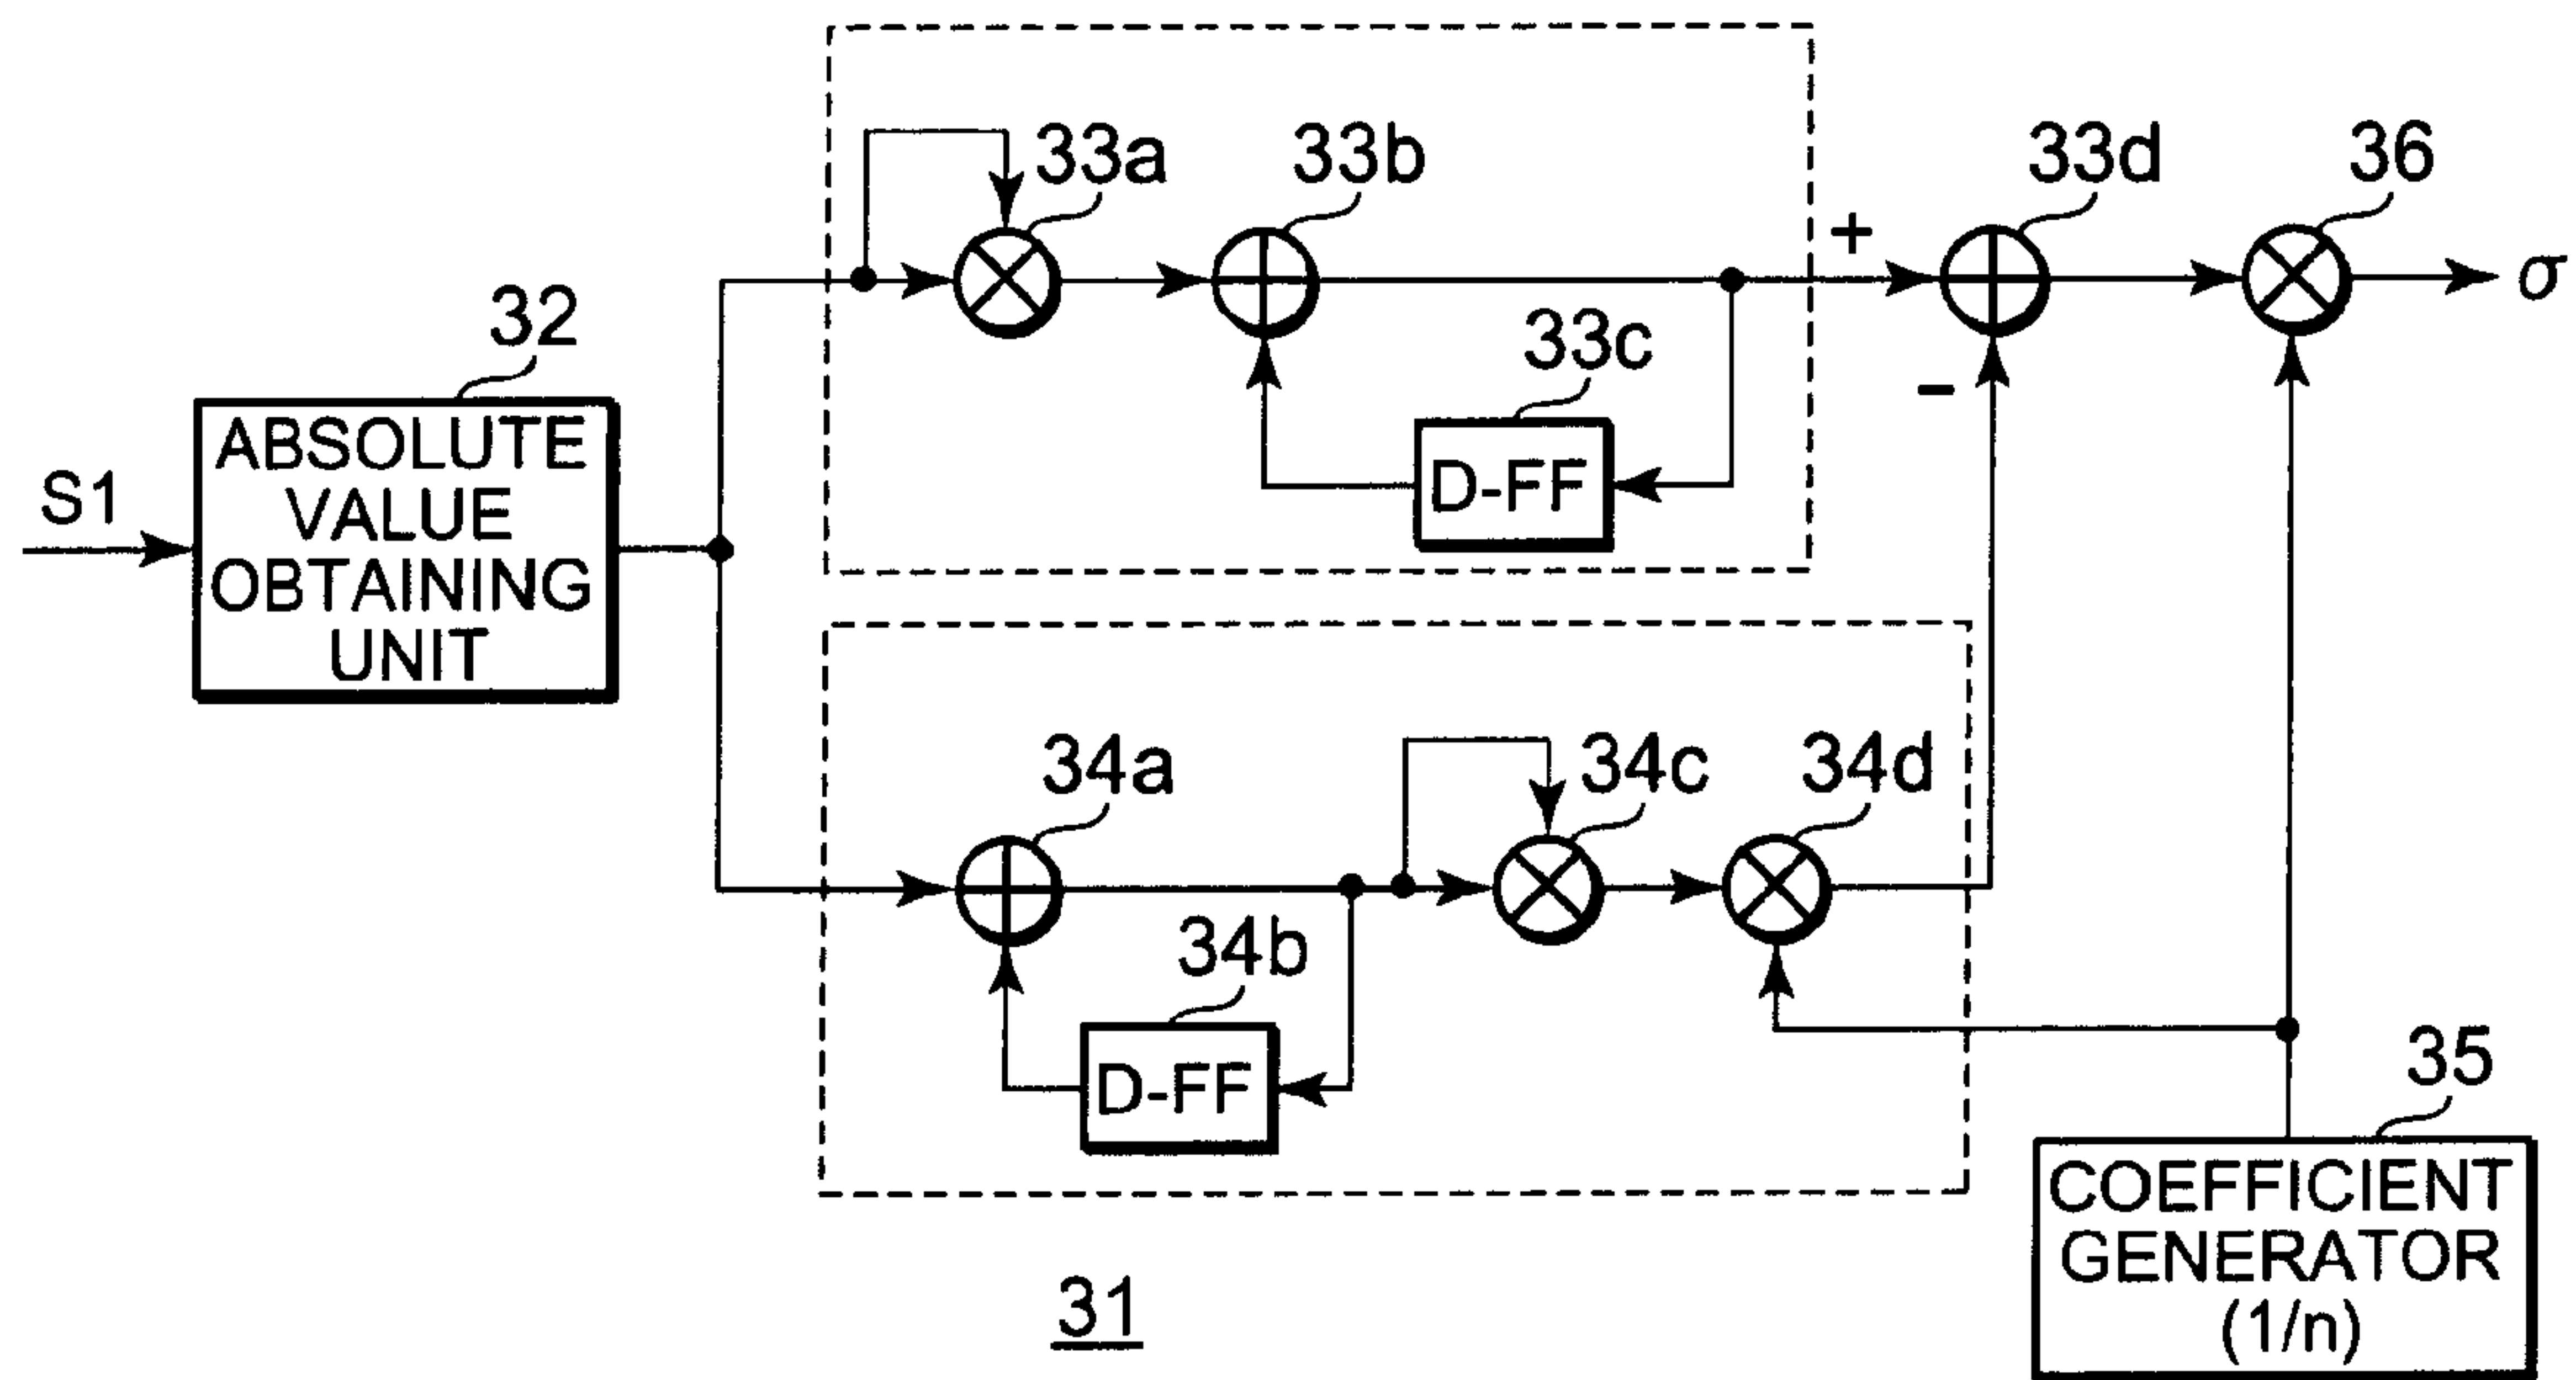 33a
33b
33d
36
+
σ
32
33c
-
ABSOLUTE
VALUE
OBTAINING
UNIT
S1
D-FF
34a
34c
34d
34b
D-FF
35
COEFFICIENT
GENERATOR
(1/n)
31